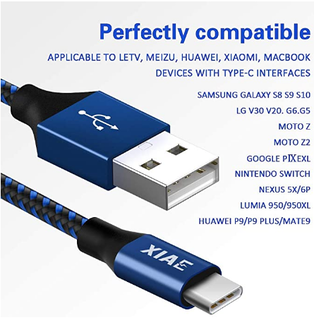 Perfectly compatible
APPLICABLE TO LETV, MEIZU, HUAWEI, XIAOMI, MACBOOK
DEVICES WITH TYPE-C INTERFACES
SAMSUNG GALAXY S8 S9 S10
LG V30 V20. G6.G5
MOTO Z
MOTO Z2
GOOGLE PIXEXL
NINTENDO SWITCH
NEXUS 5X/6P
LUMIA 950/950XL
HUAWEI P9/P9 PLUS/MATE9
XIAE